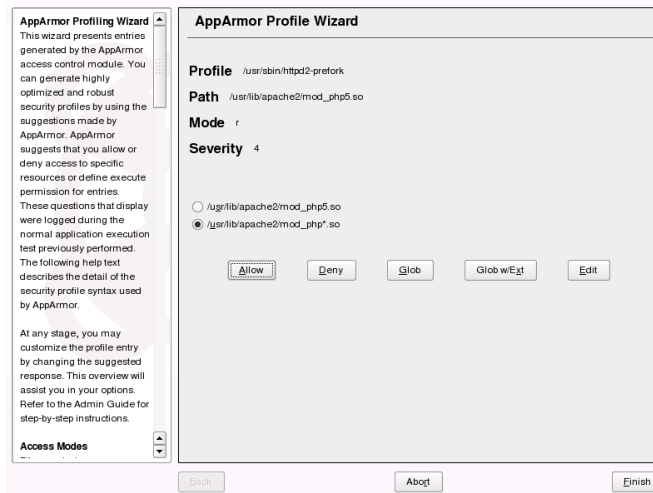 AppArmor Profiling Wizard
This wizard presents entries
generated by the AppArmor
access control module. You
can generate highly
optimized and robust
security profiles by using the
suggestions made by
AppArmor. AppArmor
suggests that you allow or
deny access to specific
resources or define execute
permission for entries.
These questions that display
were logged during the
normal application execution
test previously performed.
The following help text
describes the detail of the
security profile syntax used
by AppArmor.
At any stage, you may
customize the profile entry
by changing the suggested
response. This overview will
assist you in your options.
Refer to the Admin Guide for
step-by-step instructions.
Access Modes
AppArmor Profile Wizard
Profile /usr/sbin/httpd2-prefork
Path /usr/lib/apache2/mod_php5.so
Mode r
Severity 4
/usr/lib/apache2/mod_php5.so
/usr/lib/apache2/mod_php*.so
Allow Deny Glob Glob w/Ext Edit
Back Abort Finish